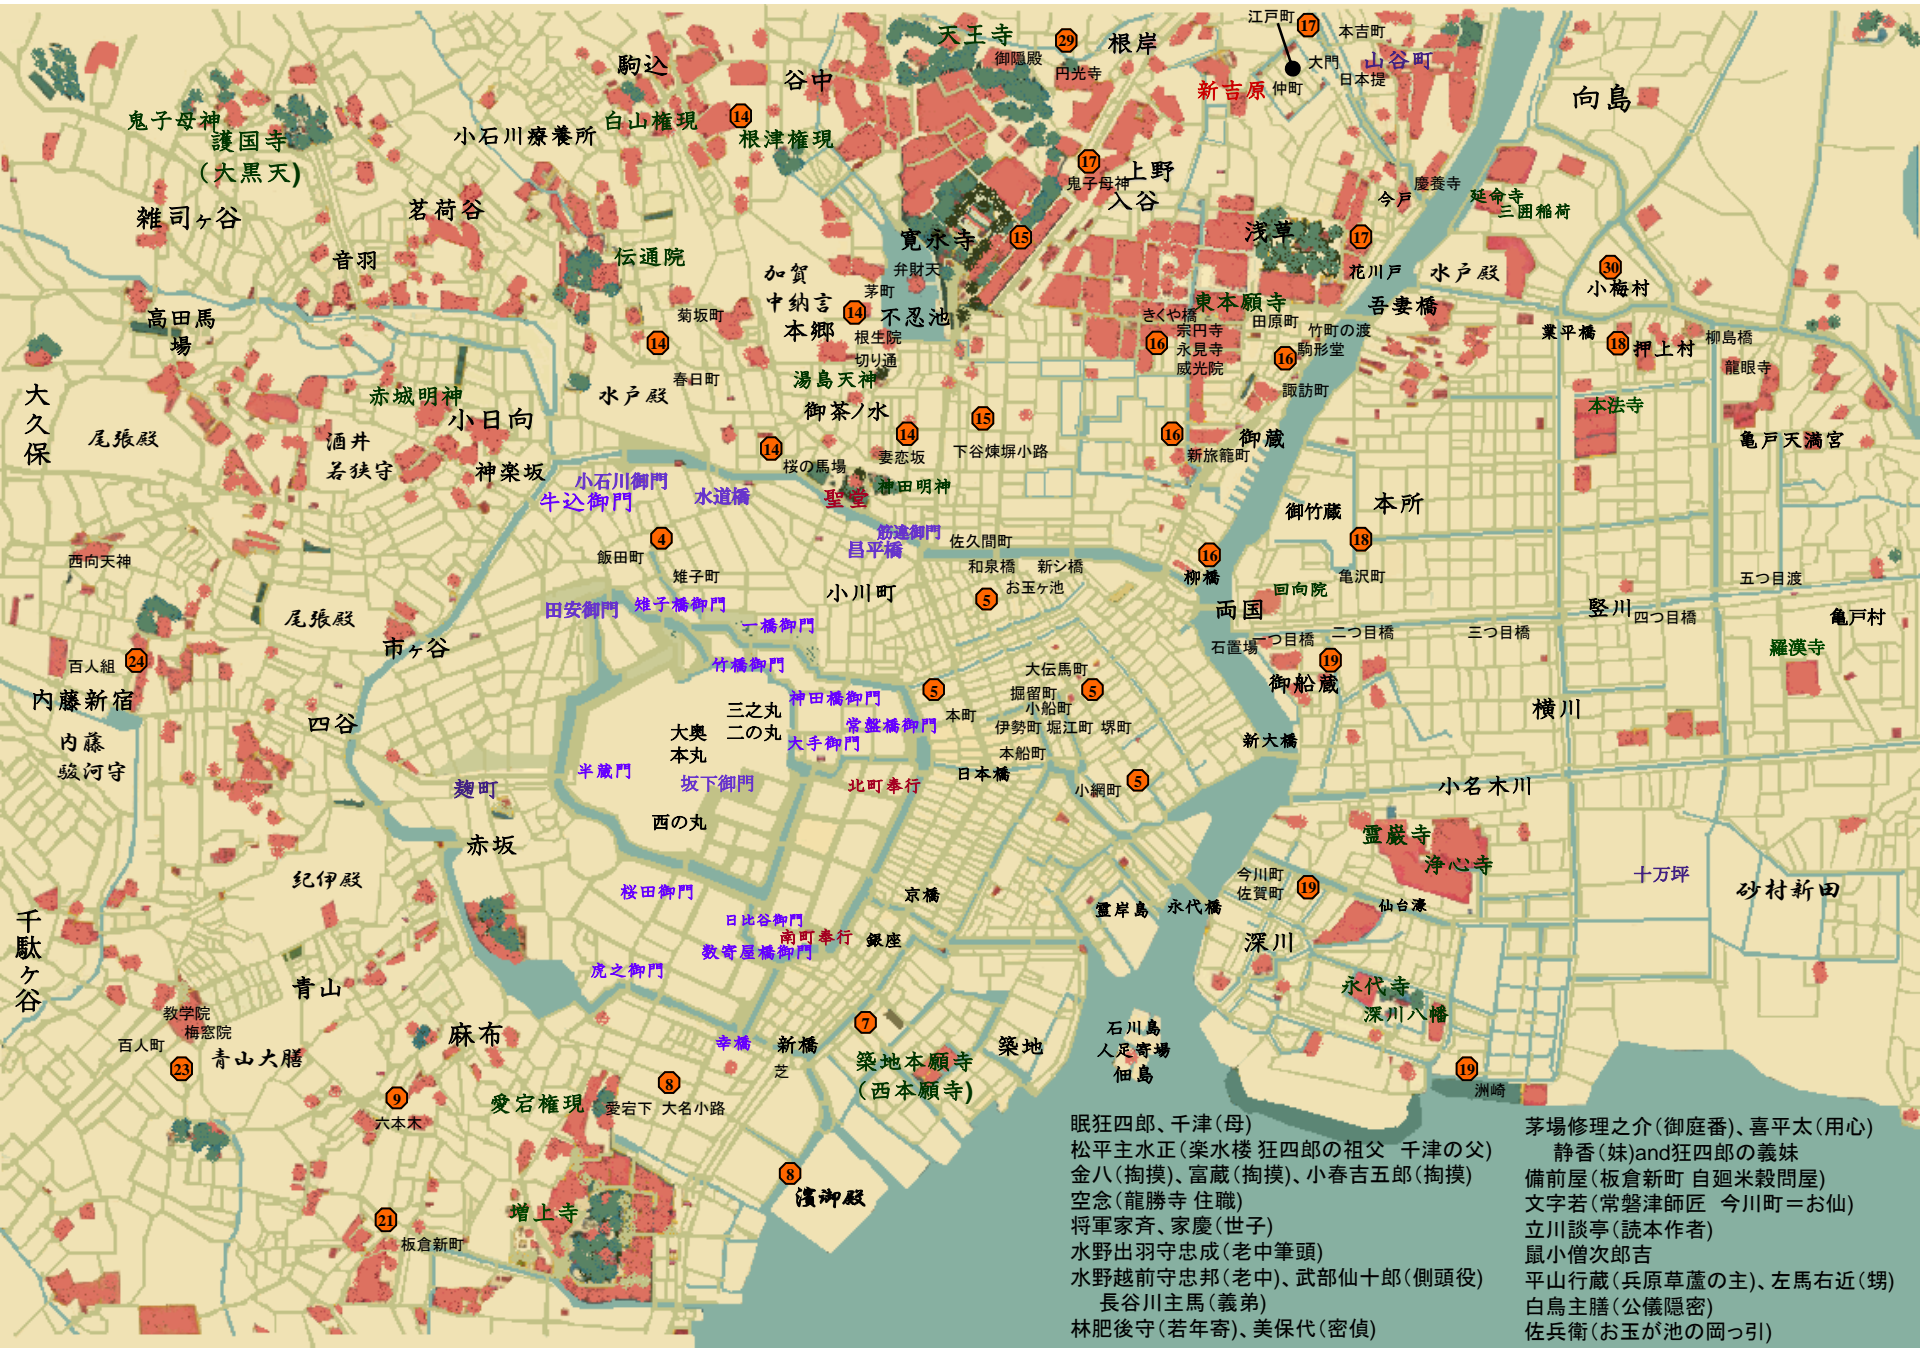 江戸町
17
本吉町
天王寺
29
根岸
御隠殿
円光寺
大門
山谷町
日本提
新吉原
仲町
駒込
谷中
向島
鬼子母神
護国寺
(大黒天)
小石川療養所
白山権現
14
根津権現
17
鬼子母神
上野
入谷
慶養寺
今戸
延命寺
三囲稲荷
雑司ヶ谷
茗荷谷
音羽
伝通院
寛永寺
15
浅草
17
花川戸
水戸殿
30
小梅村
加賀
中納言
本郷
弁財天
茅町
14
不忍池
根生院
切り通
高田馬
場
菊坂町
14
春日町
東本願寺
きくや橋
16
宗円寺
永見寺
威光院
田原町
竹町の渡
16
駒形堂
吾妻橋
諏訪町
業平橋
18
押上村
柳島橋
龍眼寺
大久保
尾張殿
赤城明神
小日向
酒井
若狭守
神楽坂
水戸殿
湯島天神
御茶ノ水
14
妻恋坂
15
下谷煉塀小路
16
新旅籠町
御蔵
本法寺
亀戸天満宮
14
桜の馬場
小石川御門
牛込御門
水道橋
聖堂
神田明神
筋違御門
昌平橋
御竹蔵
本所
18
亀沢町
西向天神
4
飯田町
雉子町
佐久間町
和泉橋
新シ橋
お玉ヶ池
5
16
柳橋
小川町
両国
回向院
竪川
五つ目渡
四つ目橋
亀戸村
尾張殿
市ヶ谷
田安御門
雉子橋御門
一橋御門
竹橋御門
石置場
一つ目橋
二つ目橋
三つ目橋
羅漢寺
百人組
24
内藤新宿
内藤
駿河守
四谷
三之丸
二の丸
大奥
本丸
神田橋御門
常盤橋御門
大手御門
5
本町
大伝馬町
堀留町
5
小船町
伊勢町
堀江町
堺町
本船町
日本橋
19
御船蔵
横川
新大橋
麹町
半蔵門
坂下御門
北町奉行
小網町
5
小名木川
西の丸
赤坂
霊巌寺
浄心寺
紀伊殿
桜田御門
京橋
霊岸島
永代橋
今川町
佐賀町
19
仙台濠
十万坪
砂村新田
千駄ヶ谷
日比谷御門
南町奉行
数寄屋橋御門
銀座
深川
青山
虎之御門
永代寺
深川八幡
教学院
梅窓院
百人町
青山大膳
23
麻布
幸橋
新橋
芝
7
築地本願寺
(西本願寺)
築地
石川島
人足寄場
佃島
19
洲崎
9
六本木
愛宕権現
8
愛宕下
大名小路
8
濱御殿
増上寺
21
板倉新町
眠狂四郎、千津(母)
松平主水正(楽水楼 狂四郎の祖父 千津の父)
金八(掏摸)、富蔵(掏摸)、小春吉五郎(掏摸)
空念(龍勝寺 住職)
将軍家斉、家慶(世子)
水野出羽守忠成(老中筆頭)
水野越前守忠邦(老中)、武部仙十郎(側頭役)
長谷川主馬(義弟)
林肥後守(若年寄)、美保代(密偵)
茅場修理之介(御庭番)、喜平太(用心)
静香(妹)and狂四郎の義妹
備前屋(板倉新町 自廻米穀問屋)
文字若(常磐津師匠 今川町＝お仙)
立川談亭(読本作者)
鼠小僧次郎吉
平山行蔵(兵原草蘆の主)、左馬右近(甥)
白鳥主膳(公儀隠密)
佐兵衛(お玉が池の岡っ引)